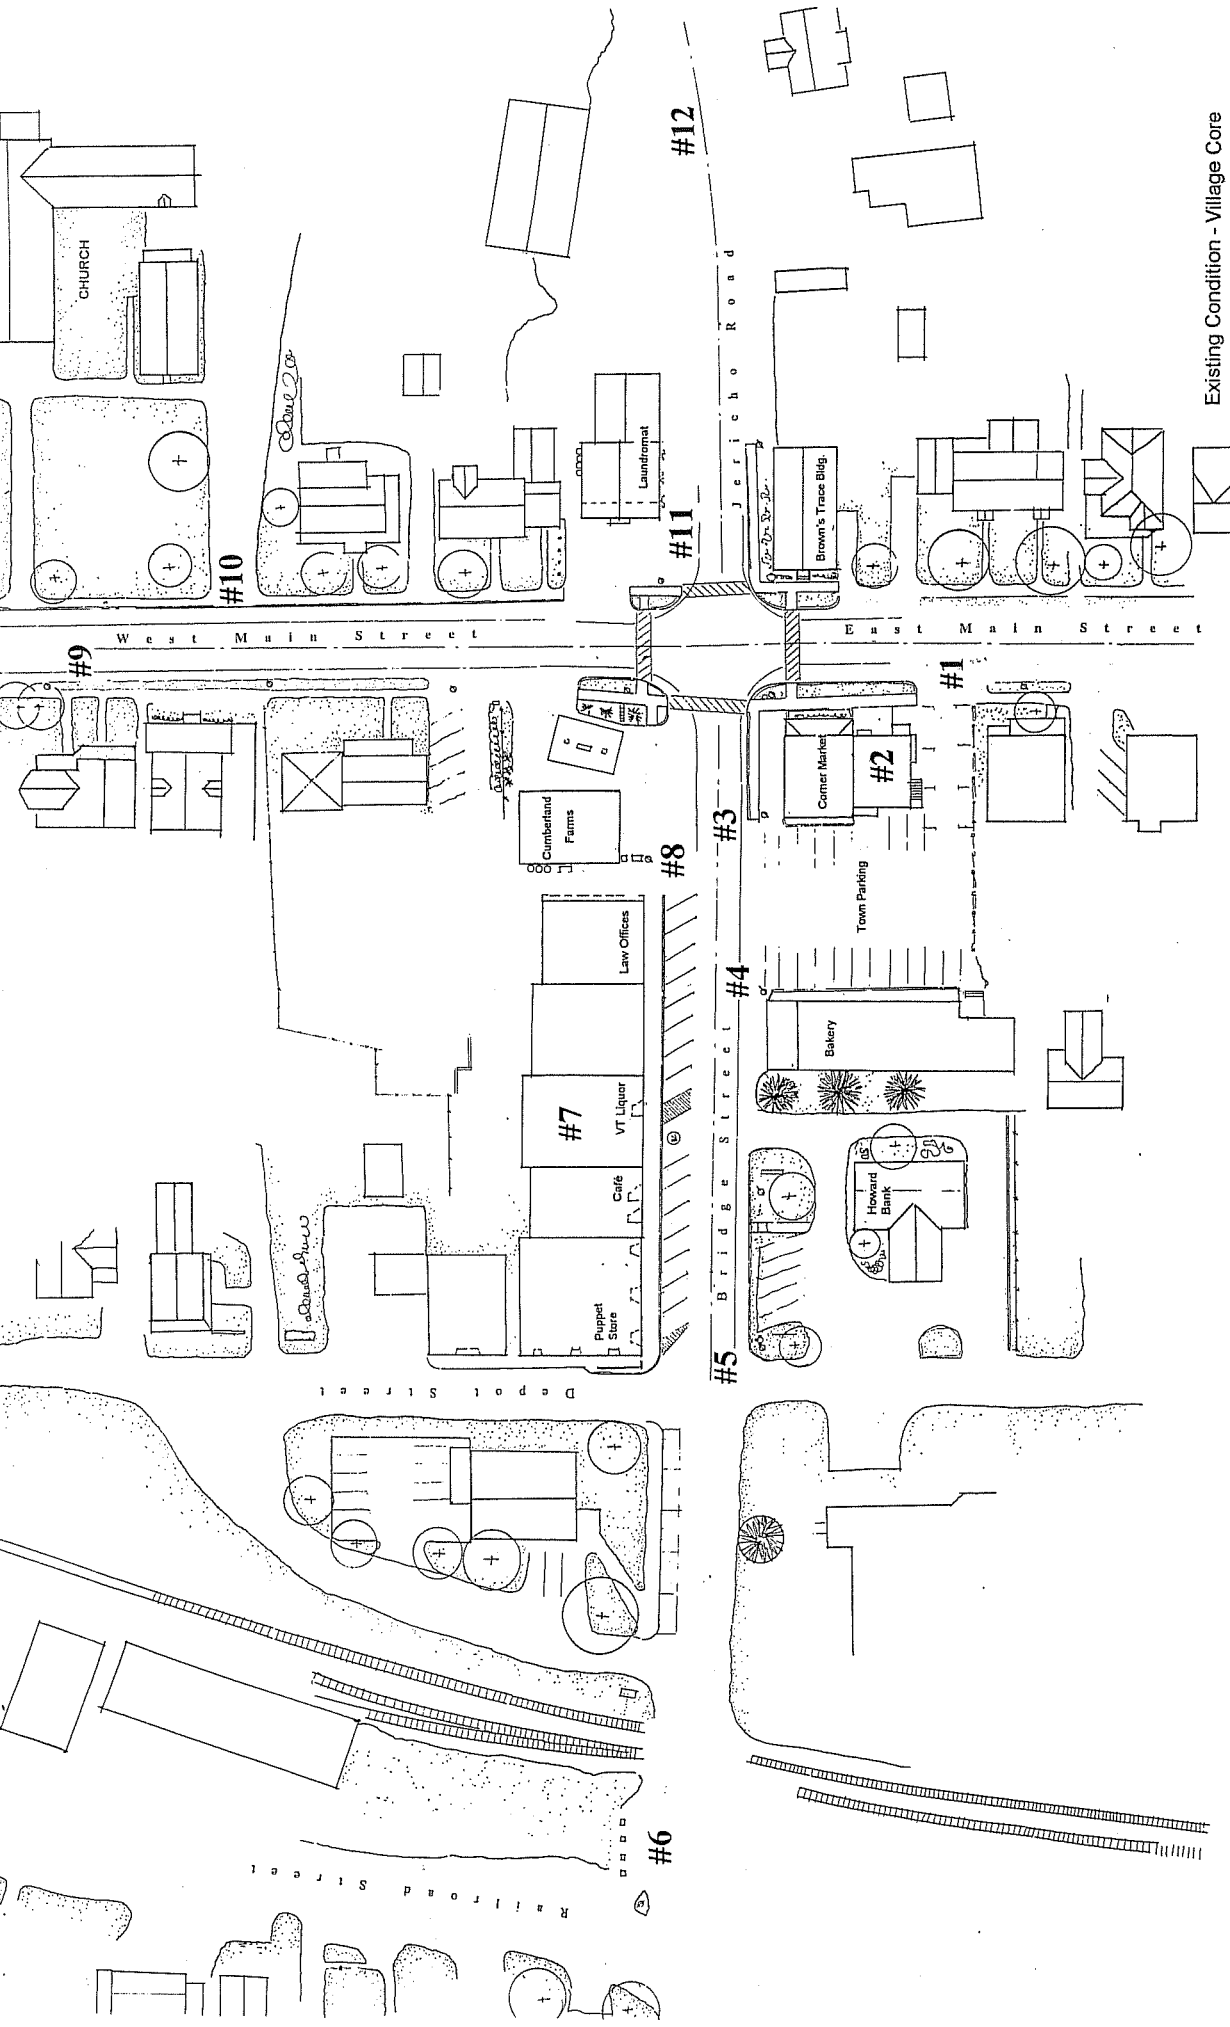 CHURCH
#12
Existing Condition - Village Core
Jericho Road
Laundromat
Brown's Trace Bldg.
#11
#10
West Main Street
East Main Street
#9
#1
Corner Market
#2
Cumberland
Farms
#3
#8
Town Parking
Law Offices
#4
Bakery
Bridge Street
VT Liquor
#7
Café
Howard
Bank
Puppet
Store
#5
Depot Street
#6
Railroad Street